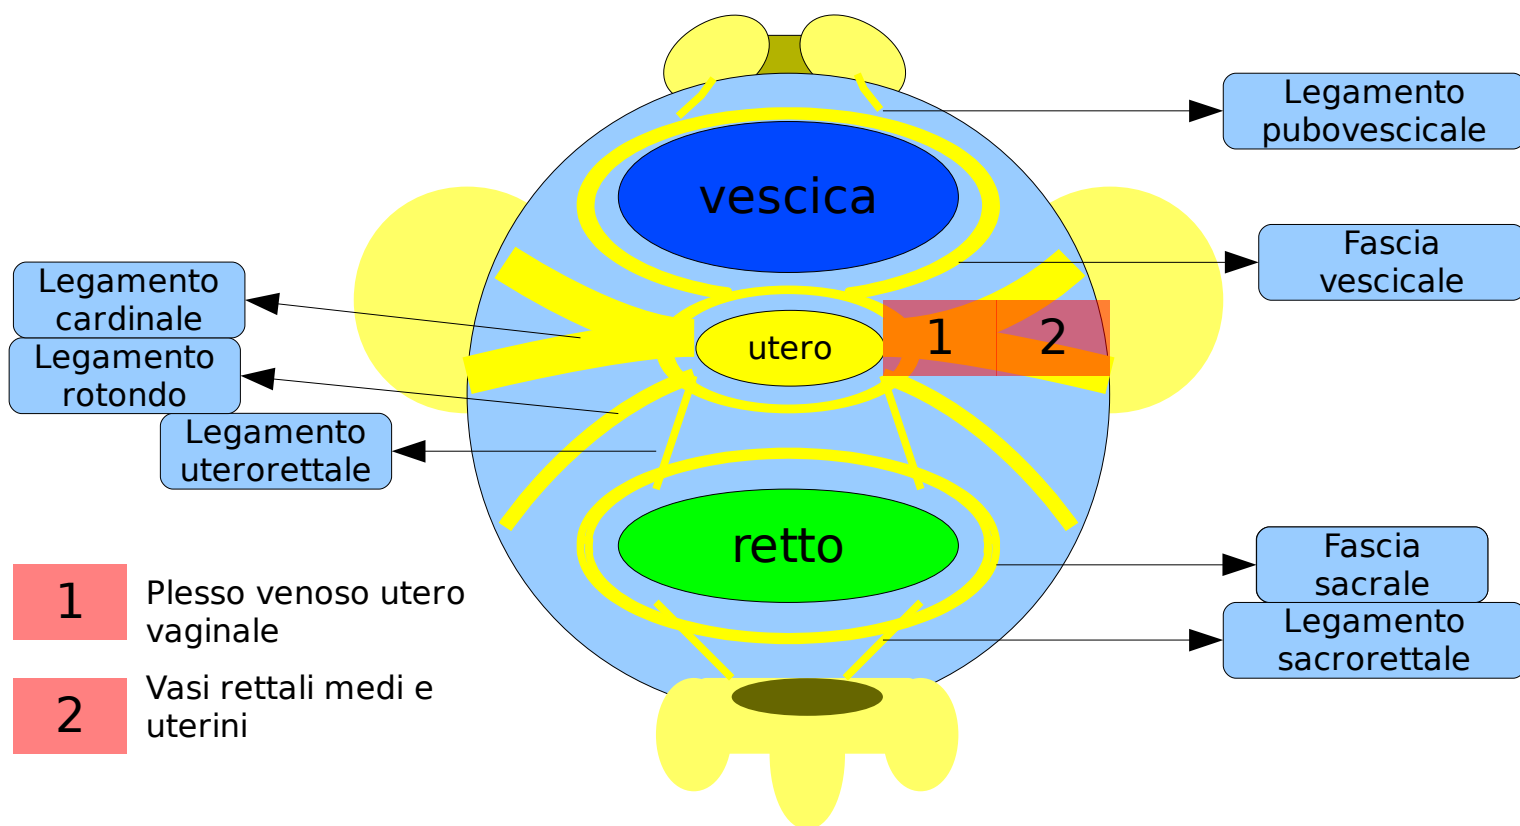 Legamento
pubovescicale
vescica
Fascia
vescicale
Legamento
cardinale
1
2
utero
Legamento
rotondo
Legamento
uterorettale
retto
Fascia
sacrale
1
Plesso venoso utero
vaginale
Legamento
sacrorettale
2
Vasi rettali medi e
uterini